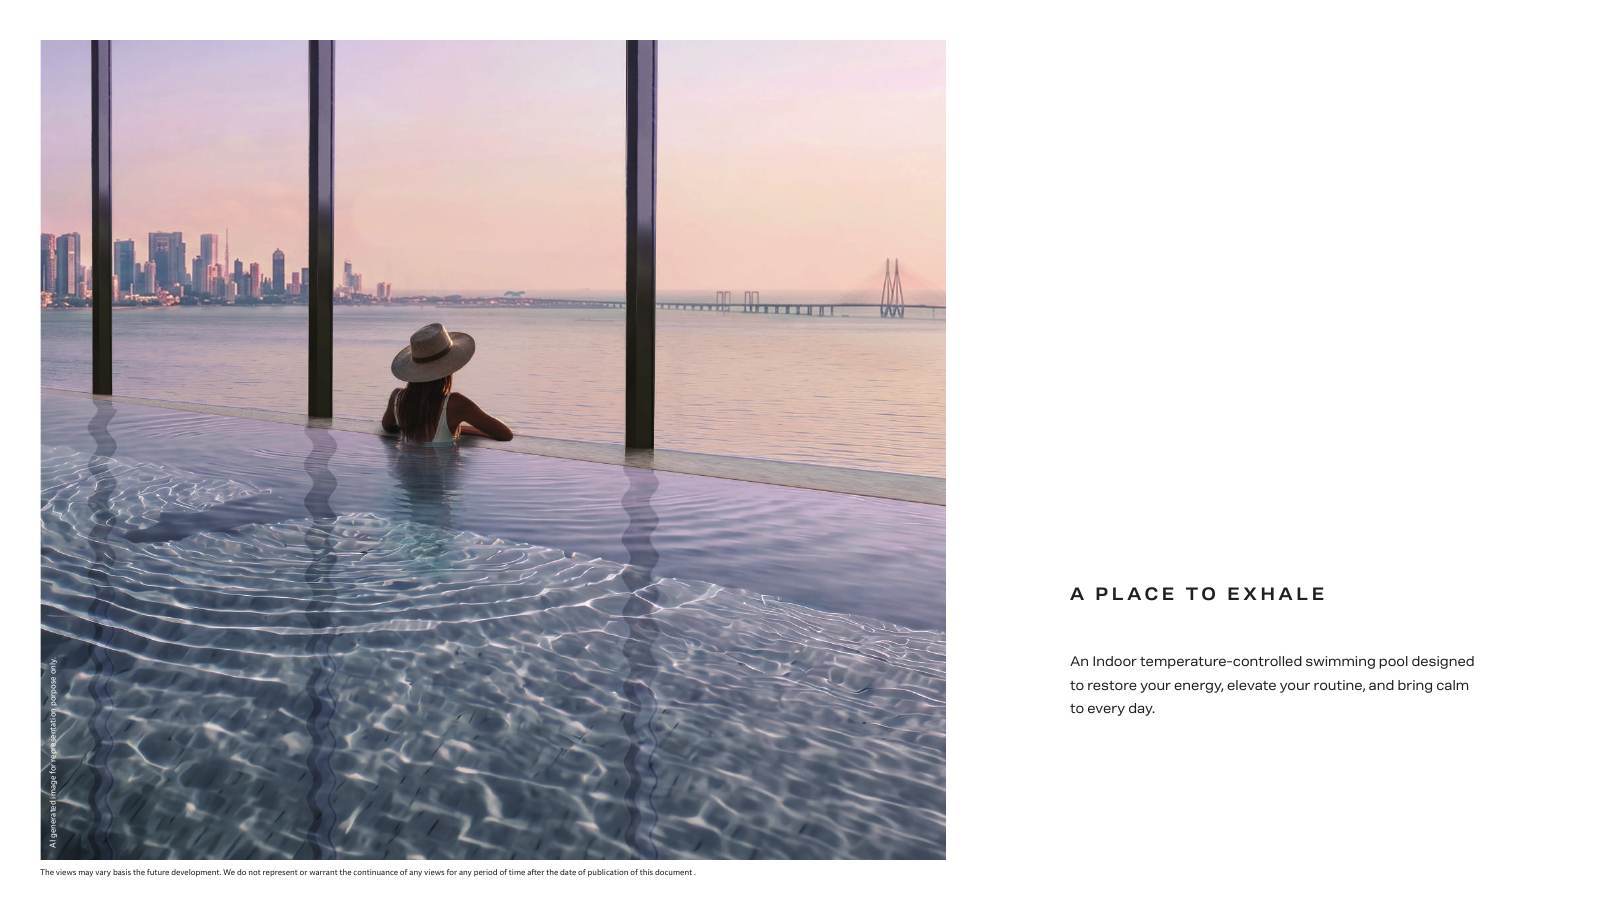 A PLACE TO EXHALE
An Indoor temperature-controlled swimming pool designed
to restore your energy, elevate your routine, and bring calm
to every day.
AI generated image for representation porpose only.
The views may vary basis the future development. We do not represent or warrant the continuance of any views for any period of time after the date of publication of this document .